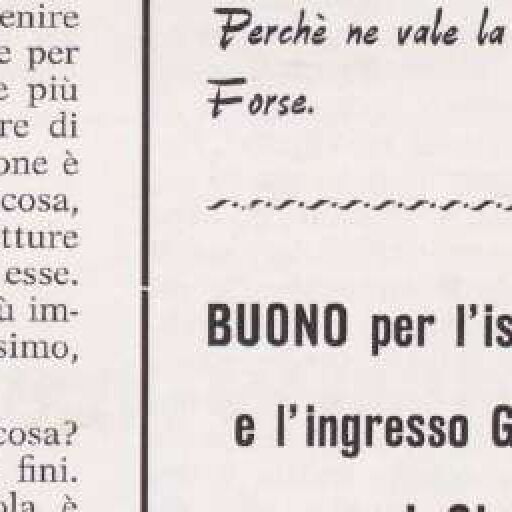 enire
e per
e più
re di
one è
cosa,
tture
esse.
ù im-
simo,
cosa?
fini.
ola è
Perchè ne vale la
Forse.
BUONO per l'is
e l'ingresso G